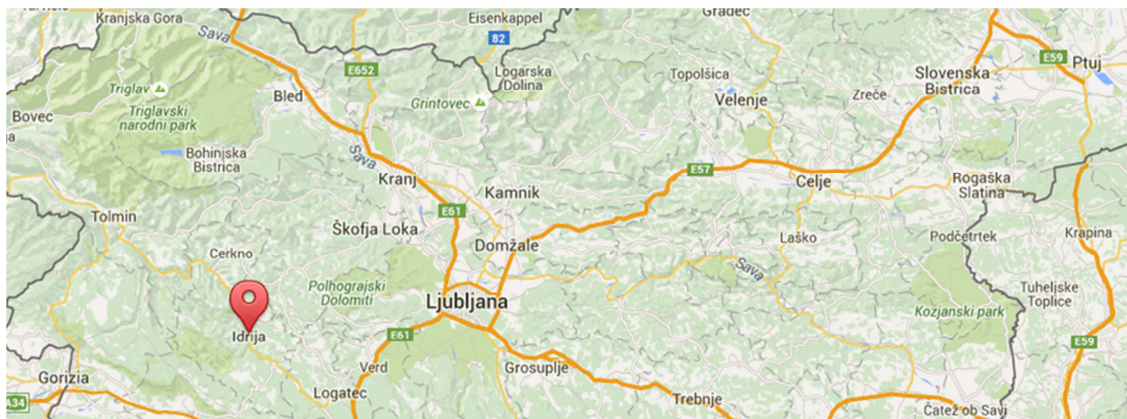 Gradec
Kranjska Gora
Eisenkappel
Sava
82
E59
Ptuj
E652
Logarska
Dolina
Topolšica
Slovenska
Bistrica
Triglav
Bled
Grintovec
Velenje
Zreče
Triglavski
narodni park
Bovec
Sava
Bohinjska
Bistrica
Kranj
E57
Celje
Rogaška
Slatina
Kamnik
Tolmin
E61
Škofja Loka
Domžale
Laško
Podčetrtek
Krapina
Cerkno
Sava
Polhograjski
Dolomiti
Ljubljana
Tuheljske
Toplice
Kozjanski park
Idrija
E61
E59
Verd
Grosuplje
Gorizia
Logatec
Trebnje
A34
Čatež ob Savi